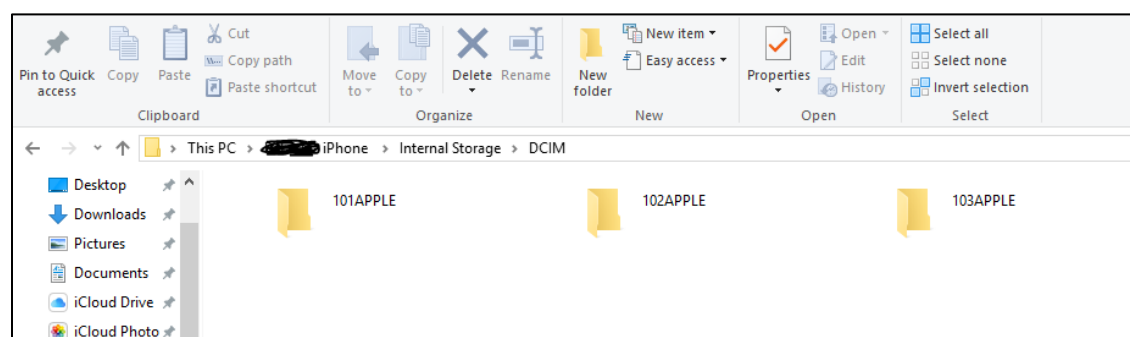 Pin to Quick access
Copy
Paste
Cut
Copy path
Paste shortcut
Clipboard
Move to
Copy to
Delete
Rename
Organize
New folder
New item
Easy access
New
Properties
Open
Edit
History
Open
Select all
Select none
Invert selection
Select
This PC > iPhone > Internal Storage > DCIM
Desktop
Downloads
Pictures
Documents
iCloud Drive
iCloud Photo
101APPLE
102APPLE
103APPLE